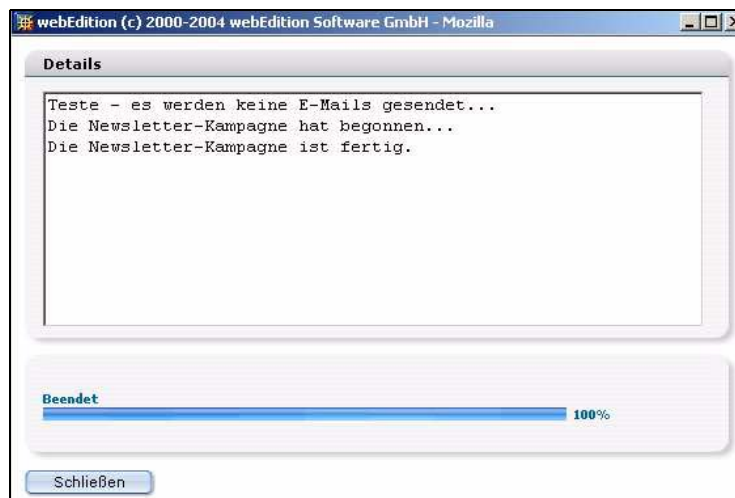 webEdition (c) 2000-2004 webEdition Software GmbH - Mozilla
Details
Teste - es werden keine E-Mails gesendet...
Die Newsletter-Kampagne hat begonnen...
Die Newsletter-Kampagne ist fertig.
Beendet
100%
Schließen